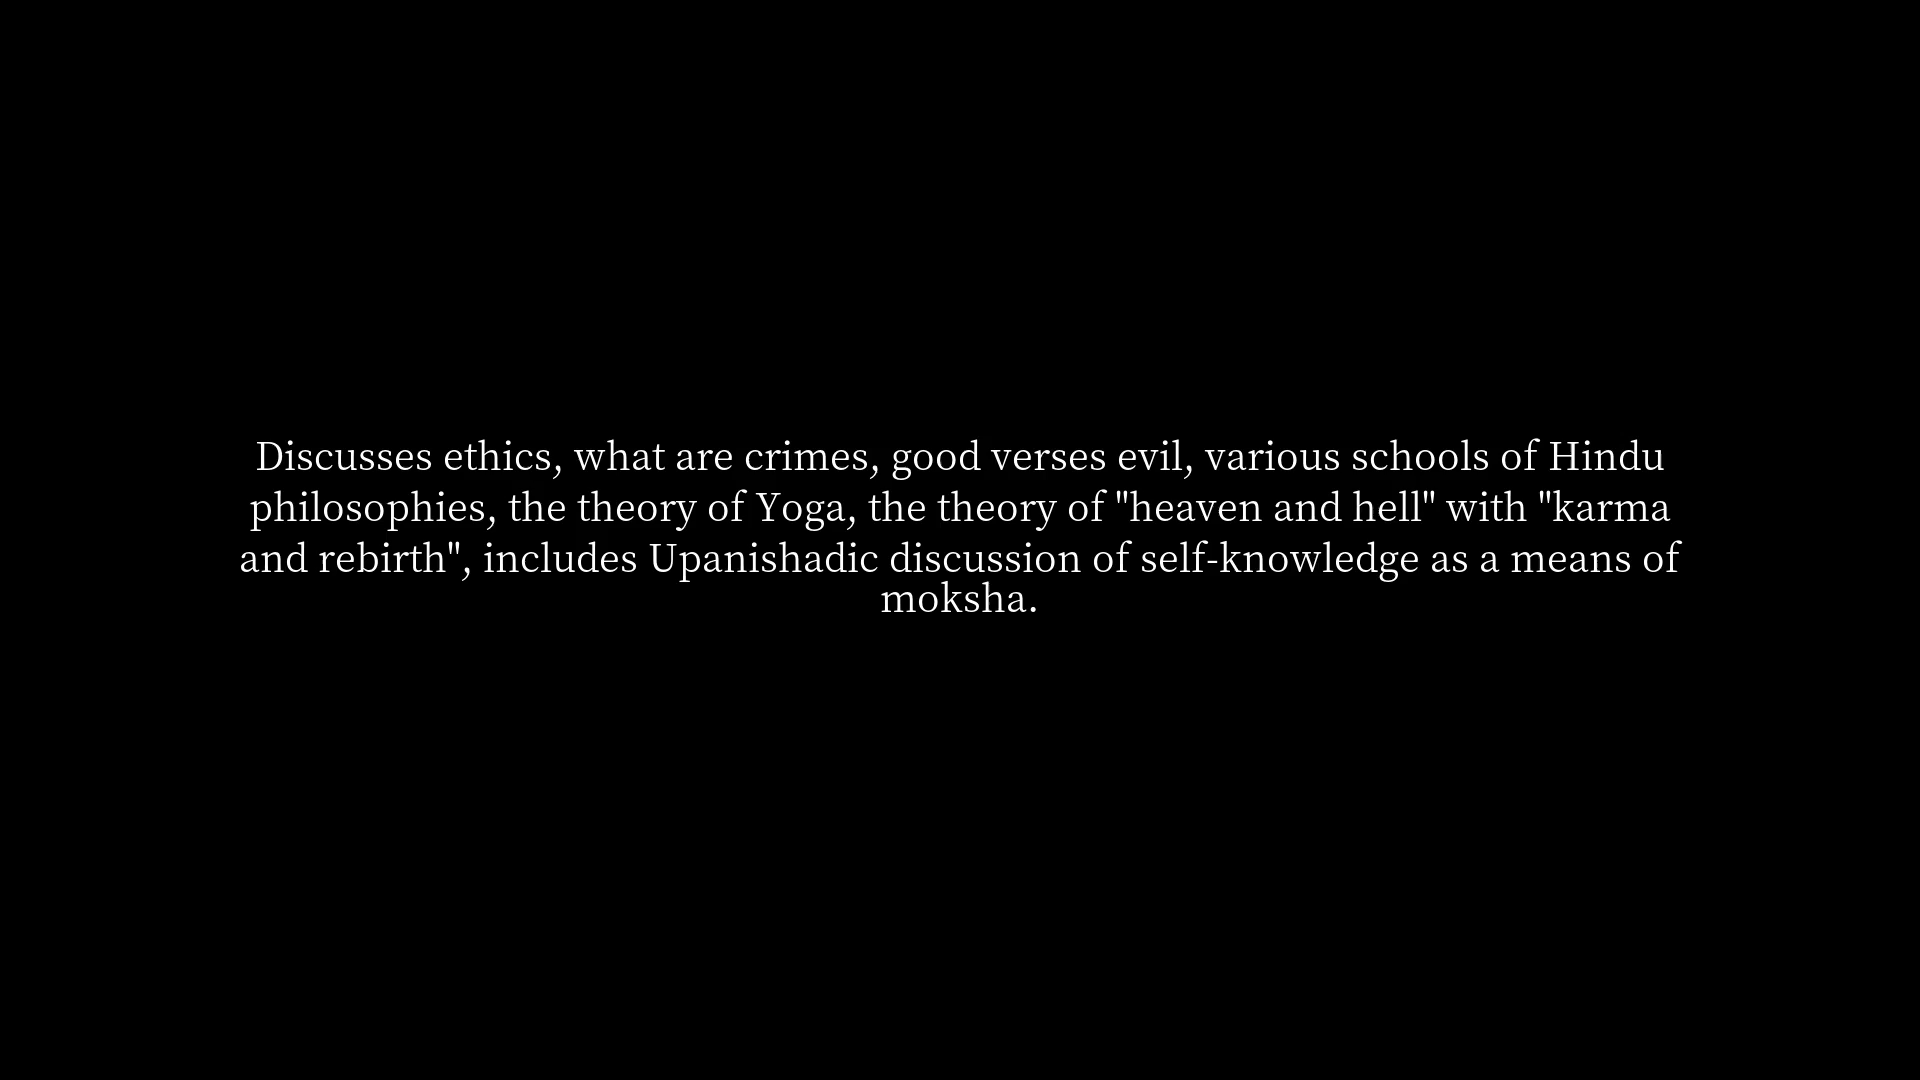 Discusses ethics, what are crimes, good verses evil, various schools of Hindu
philosophies, the theory of Yoga, the theory of "heaven and hell" with "karma
and rebirth", includes Upanishadic discussion of self-knowledge as a means of
moksha.